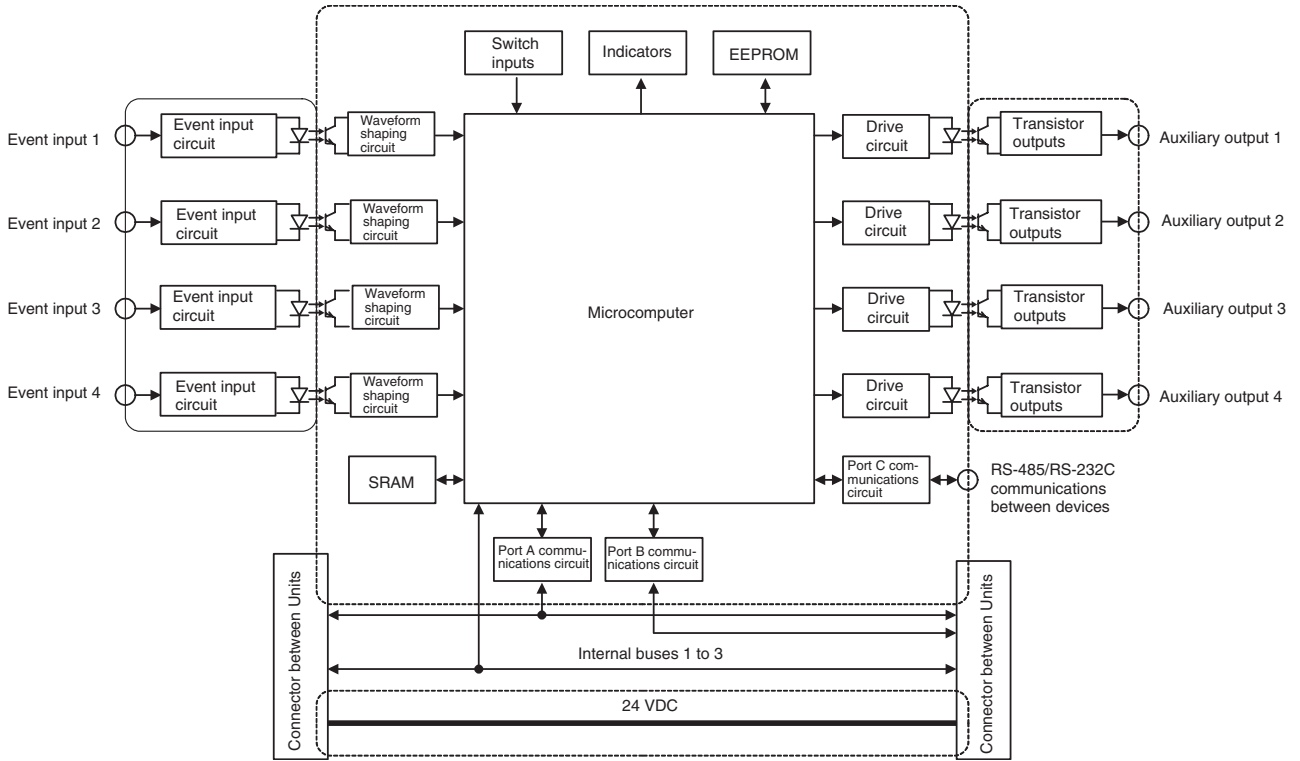 Switch
inputs
Indicators
EEPROM
Event input 1
Event input
circuit
Waveform
shaping
circuit
Drive
circuit
Transistor
outputs
Auxiliary output 1
Event input 2
Event input
circuit
Waveform
shaping
circuit
Drive
circuit
Transistor
outputs
Auxiliary output 2
Event input 3
Event input
circuit
Waveform
shaping
circuit
Microcomputer
Drive
circuit
Transistor
outputs
Auxiliary output 3
Event input 4
Event input
circuit
Waveform
shaping
circuit
Drive
circuit
Transistor
outputs
Auxiliary output 4
SRAM
Port C com-
munications
circuit
RS-485/RS-232C
communications
between devices
Port A commu-
nications circuit
Port B commu-
nications circuit
Connector between Units
Internal buses 1 to 3
24 VDC
Connector between Units